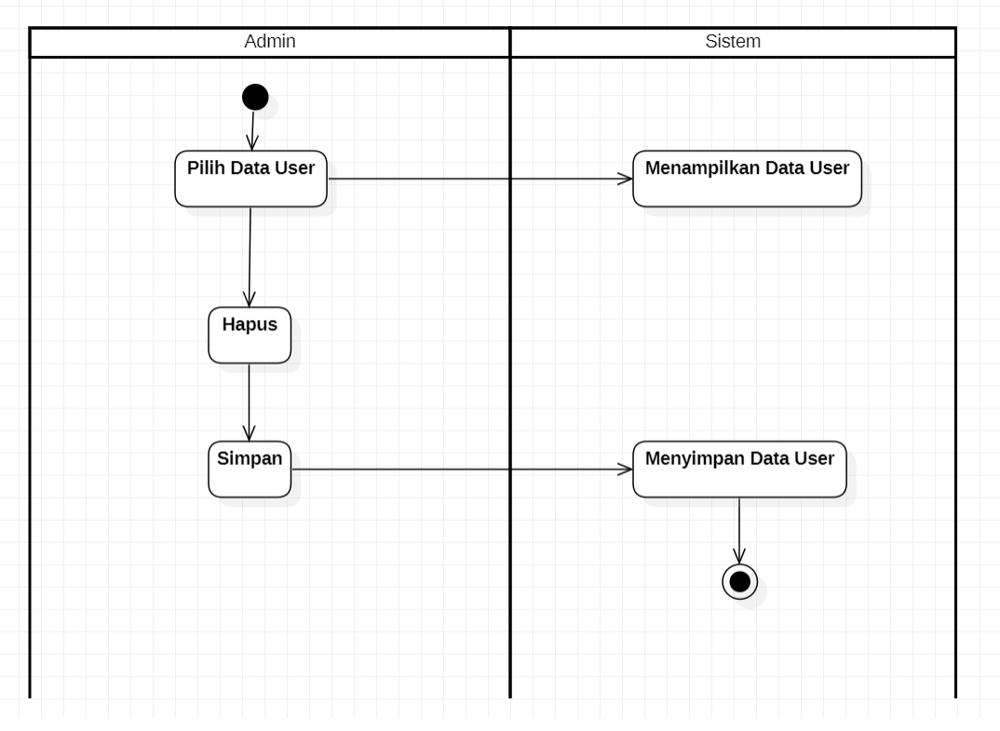 Admin
Sistem
Pilih Data User
Menampilkan Data User
Hapus
Simpan
Menyimpan Data User